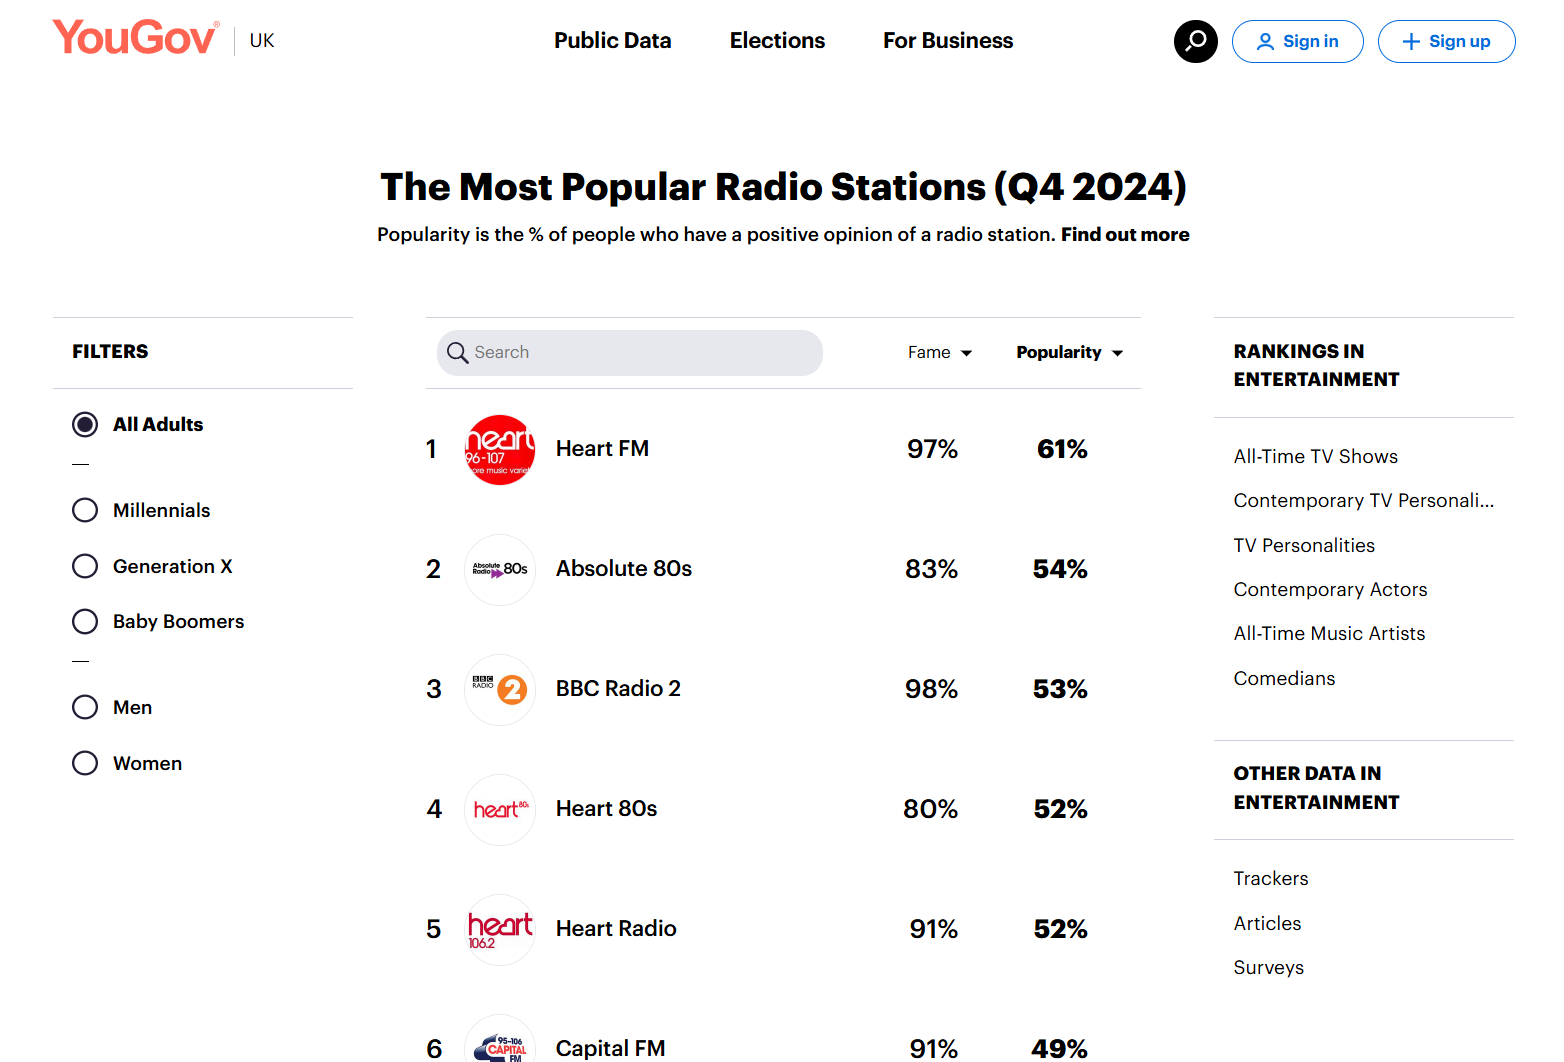 YouGov®
UK
Public Data
Elections
For Business
Sign in
Sign up
The Most Popular Radio Stations (Q4 2024)
Popularity is the % of people who have a positive opinion of a radio station. Find out more
FILTERS
All Adults
Millennials
Generation X
Baby Boomers
Men
Women
Search
Fame
Popularity
1
heart
96-107
ore music variet
Heart FM
97%
61%
2
Absolute
Radio
80s
Absolute 80s
83%
54%
3
BBC
RADIO
2
BBC Radio 2
98%
53%
4
heart 80s
Heart 80s
80%
52%
5
heart
106.2
Heart Radio
91%
52%
6
95-106
CAPITAL
FM
Capital FM
91%
49%
RANKINGS IN
ENTERTAINMENT
All-Time TV Shows
Contemporary TV Personali...
TV Personalities
Contemporary Actors
All-Time Music Artists
Comedians
OTHER DATA IN
ENTERTAINMENT
Trackers
Articles
Surveys